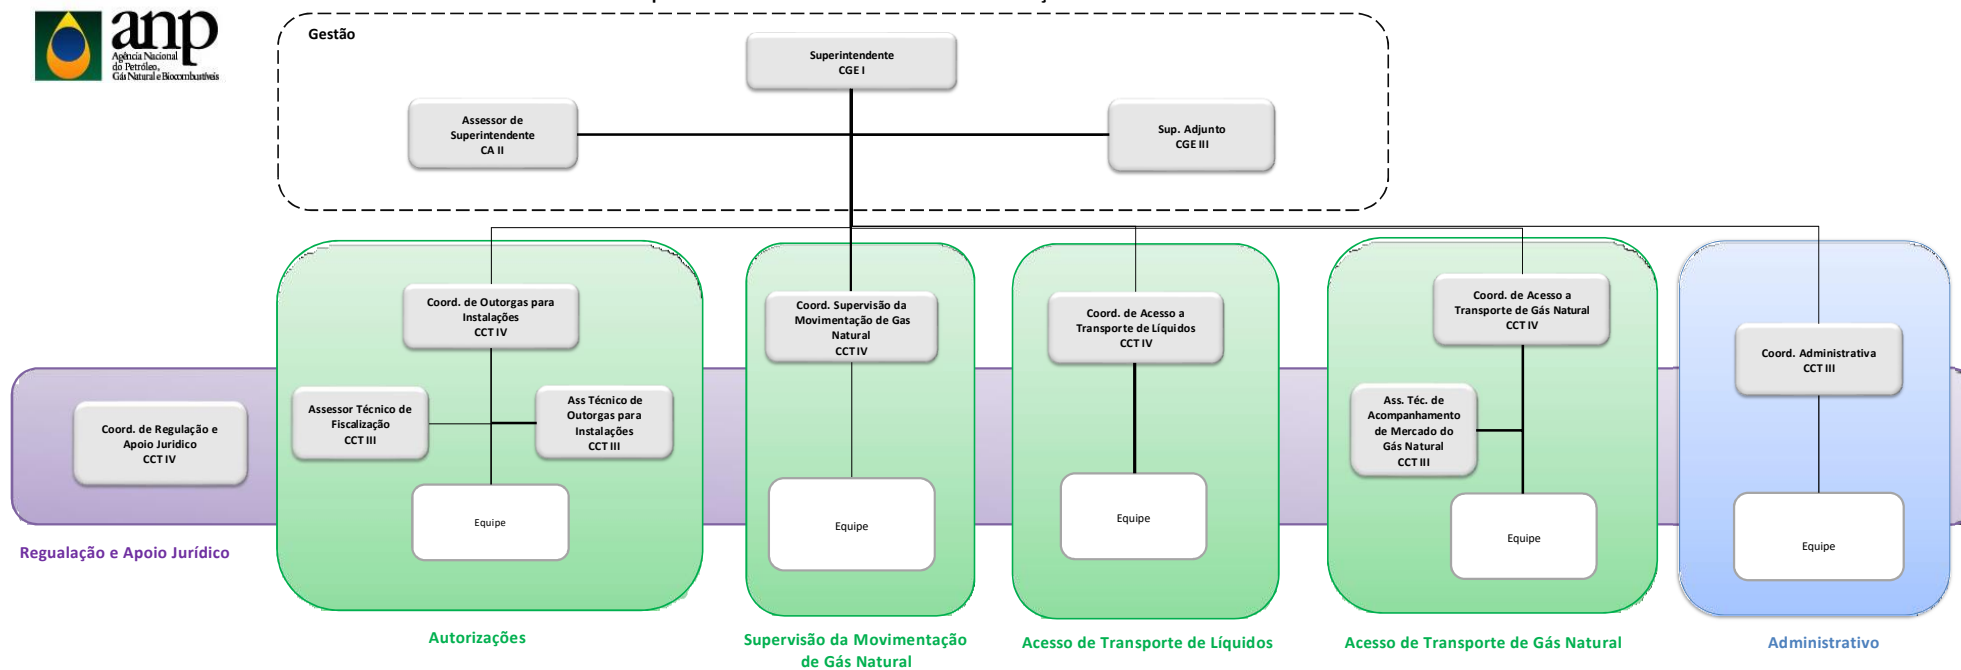 anp
Agência Nacional
do Petróleo,
Gás Natural e Biocombustíveis
Gestão
Superintendente
CGE I
Assessor de
Superintendente
CA II
Sup. Adjunto
CGE III
Coord. de Outorgas para
Instalações
CCT IV
Coord. Supervisão da
Movimentação de Gas
Natural
CCT IV
Coord. de Acesso a
Transporte de Líquidos
CCT IV
Coord. de Acesso a
Transporte de Gás Natural
CCT IV
Coord. Administrativa
CCT III
Coord. de Regulação e
Apoio Juridico
CCT IV
Assessor Técnico de
Fiscalização
CCT III
Ass Técnico de
Outorgas para
Instalações
CCT III
Ass. Téc. de
Acompanhamento
de Mercado do
Gás Natural
CCT III
Equipe
Equipe
Equipe
Equipe
Equipe
Regualação e Apoio Jurídico
Autorizações
Supervisão da Movimentação
de Gás Natural
Acesso de Transporte de Líquidos
Acesso de Transporte de Gás Natural
Administrativo